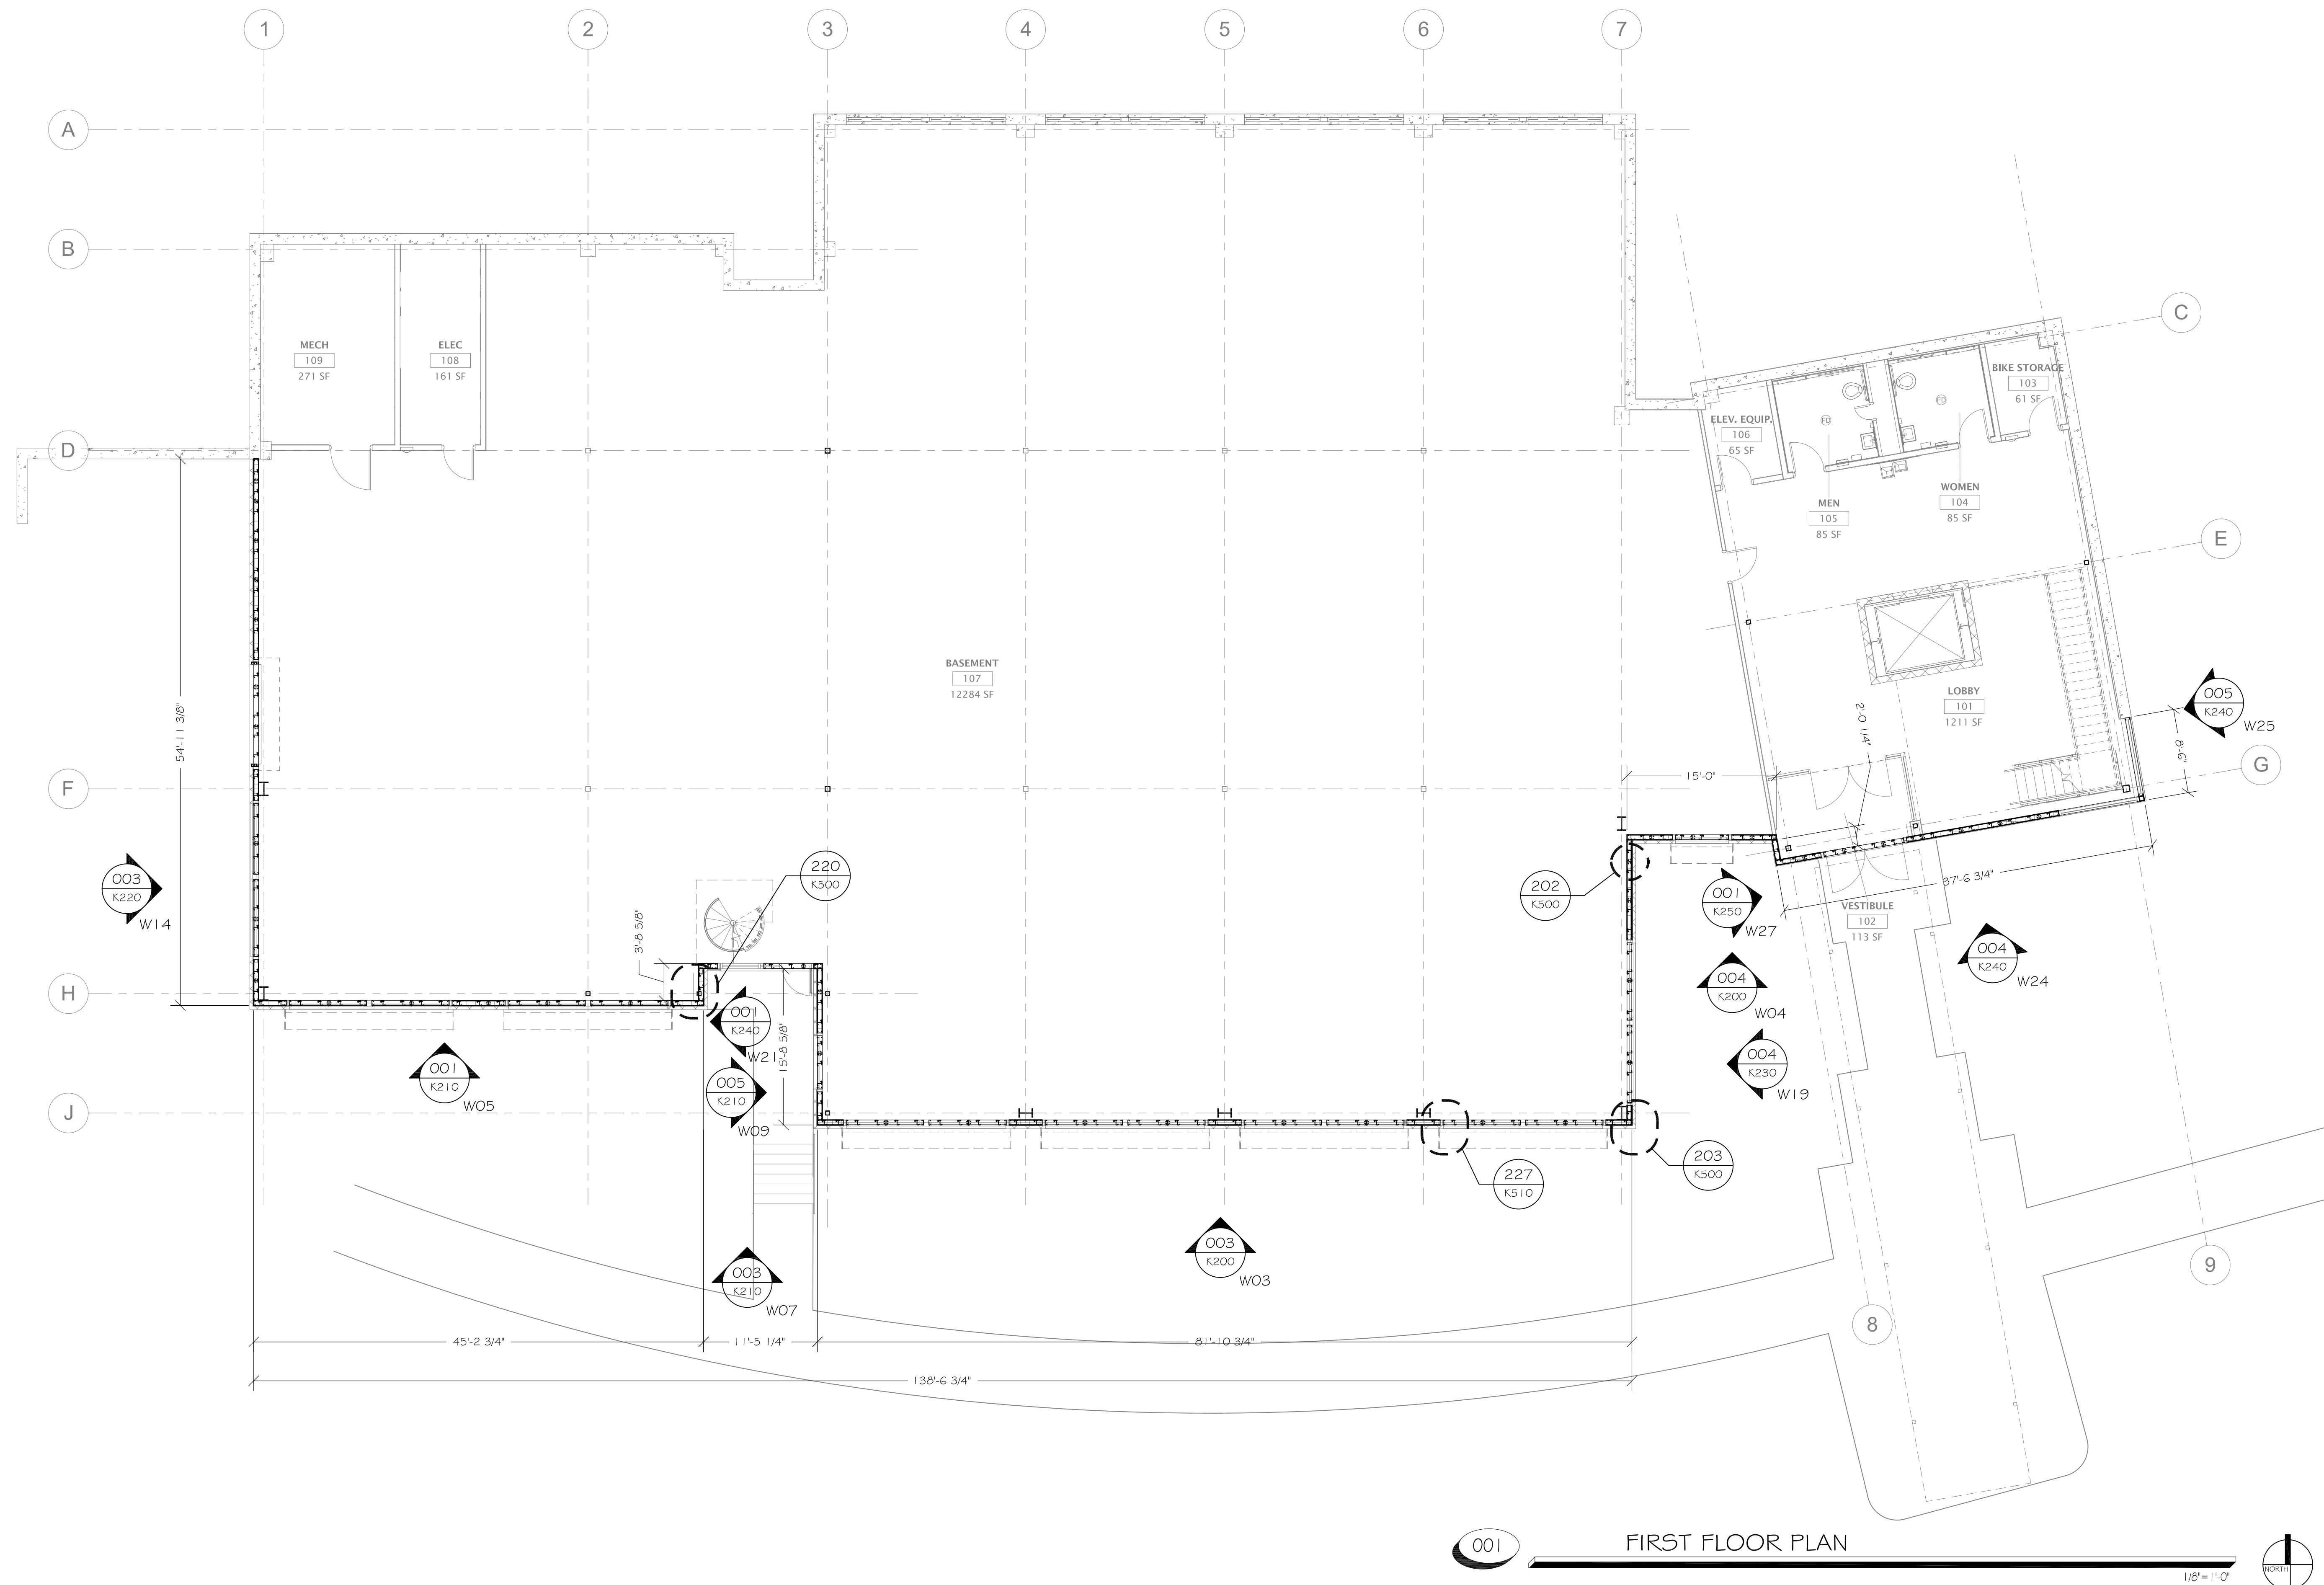 1
2
3
4
5
6
7
A
B
C
MECH
109
271 SF
ELEC
108
161 SF
BIKE STORAGE
103
61 SF
FD
FD
ELEV. EQUIP.
106
65 SF
D
MEN
105
85 SF
WOMEN
104
85 SF
E
BASEMENT
107
12284 SF
LOBBY
101
1211 SF
005
K240
W25
54'-11 3/8"
2'-0 1/4"
8'-6"
G
F
15'-0"
003
K220
W14
220
K500
202
K500
001
K250
W27
37'-6 3/4"
VESTIBULE
102
113 SF
3'-8 5/8"
004
K240
W24
H
004
K200
W04
001
K240
W21
15'-8 5/8"
001
K210
W05
005
K210
W09
004
K230
W19
J
203
K500
227
K510
003
K200
W03
003
K210
W07
9
8
45'-2 3/4"
11'-5 1/4"
81'-10 3/4"
138'-6 3/4"
001
FIRST FLOOR PLAN
1/8"=1'-0"
NORTH